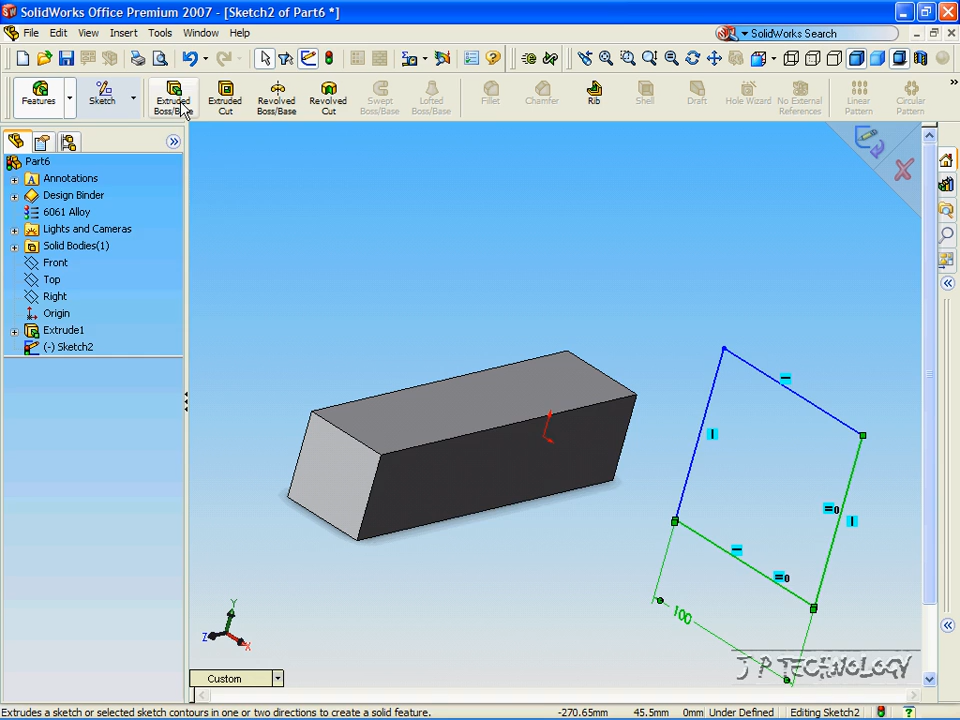 SolidWorks Office Premium 2007 - [Sketch2 of Part6 *]
File Edit View Insert Tools Window Help
SolidWorks Search
Features Sketch Extruded Boss/Base Extruded Cut Revolved Boss/Base Revolved Cut Swept Boss/Base Lofted Boss/Base Fillet Chamfer Rib Shell Draft Hole Wizard No External References Linear Pattern Circular Pattern
Part6
Annotations
Design Binder
6061 Alloy
Lights and Cameras
Solid Bodies(1)
Front
Top
Right
Origin
Extrude1
(-) Sketch2
=0
=0
100
Y
Z
X
J P TECHNOLOGY
Custom
Extrudes a sketch or selected sketch contours in one or two directions to create a solid feature. -270.65mm 45.5mm 0mm Under Defined Editing Sketch2